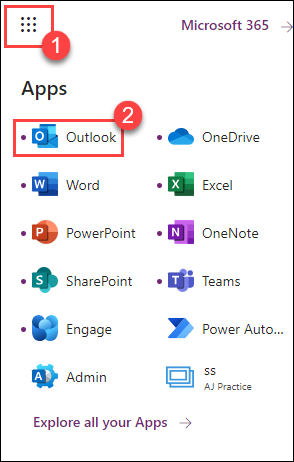 Microsoft 365 →
1
Apps
2
Outlook
OneDrive
Word
Excel
PowerPoint
OneNote
SharePoint
Teams
Engage
Power Auto...
Admin
ss
AJ Practice
Explore all your Apps →